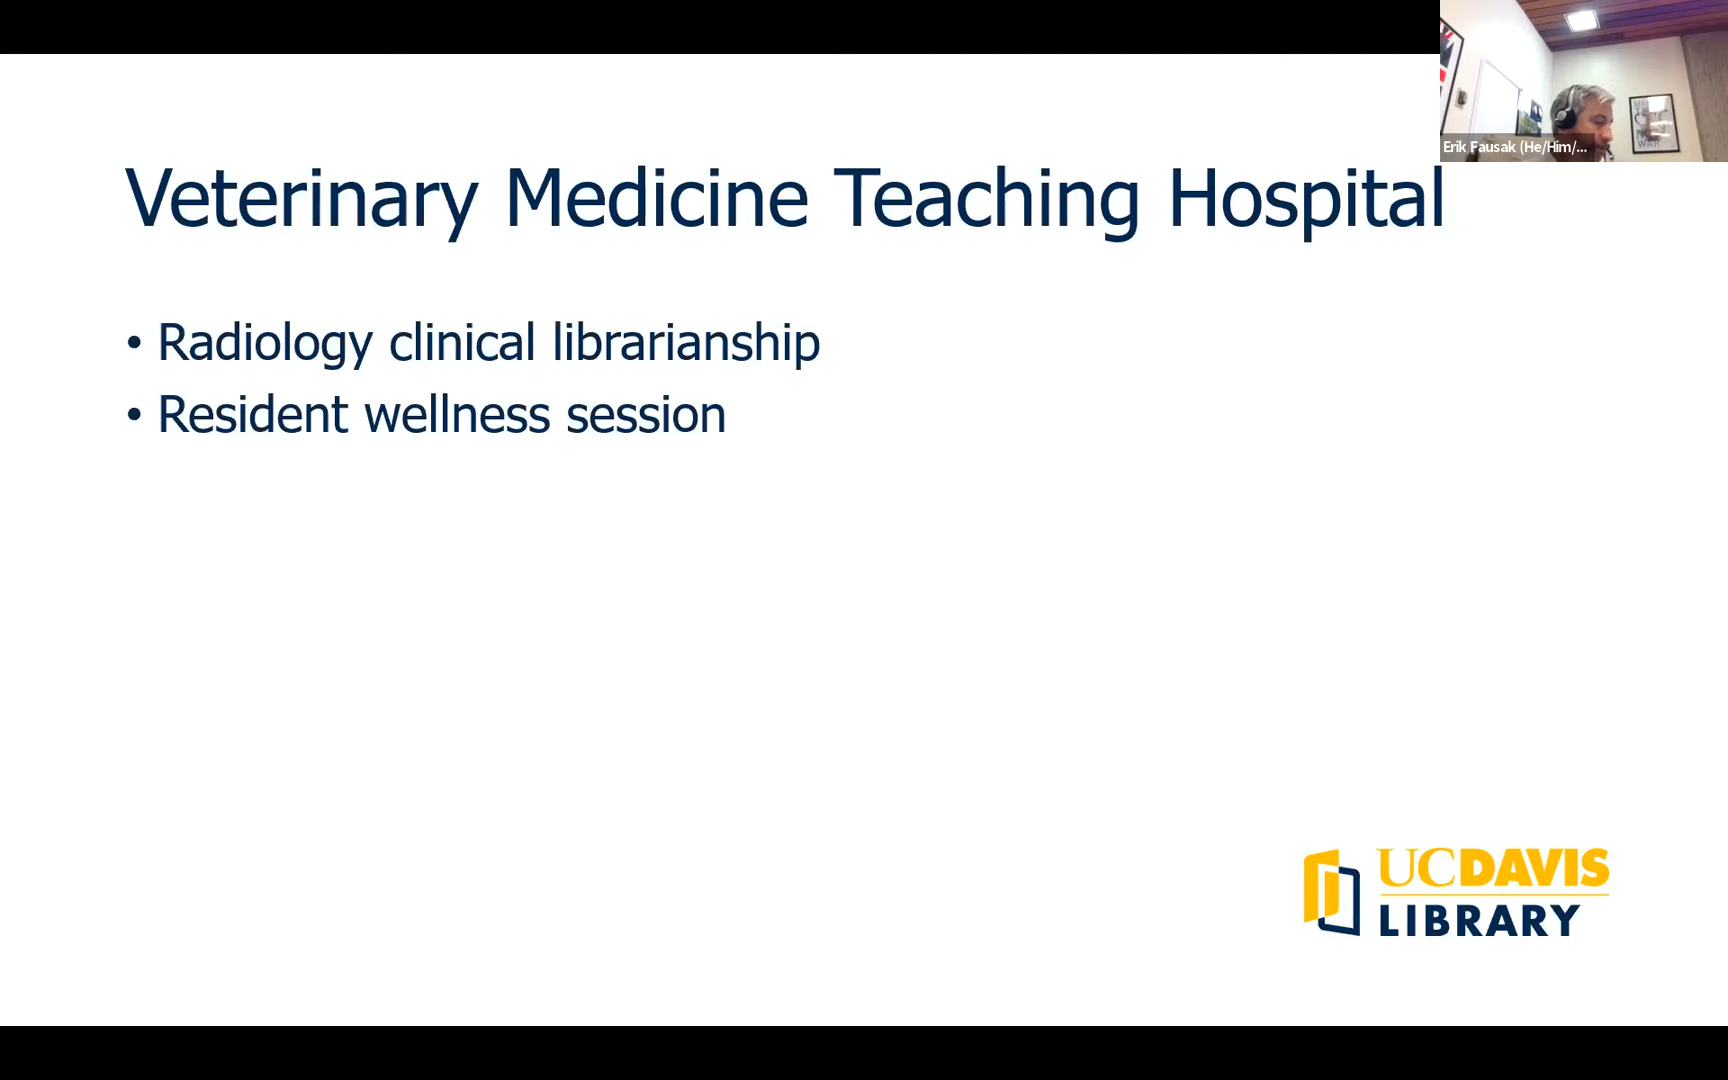 Erik Fausak (He/Him/...
Veterinary Medicine Teaching Hospital
• Radiology clinical librarianship
• Resident wellness session
UCDAVIS
LIBRARY